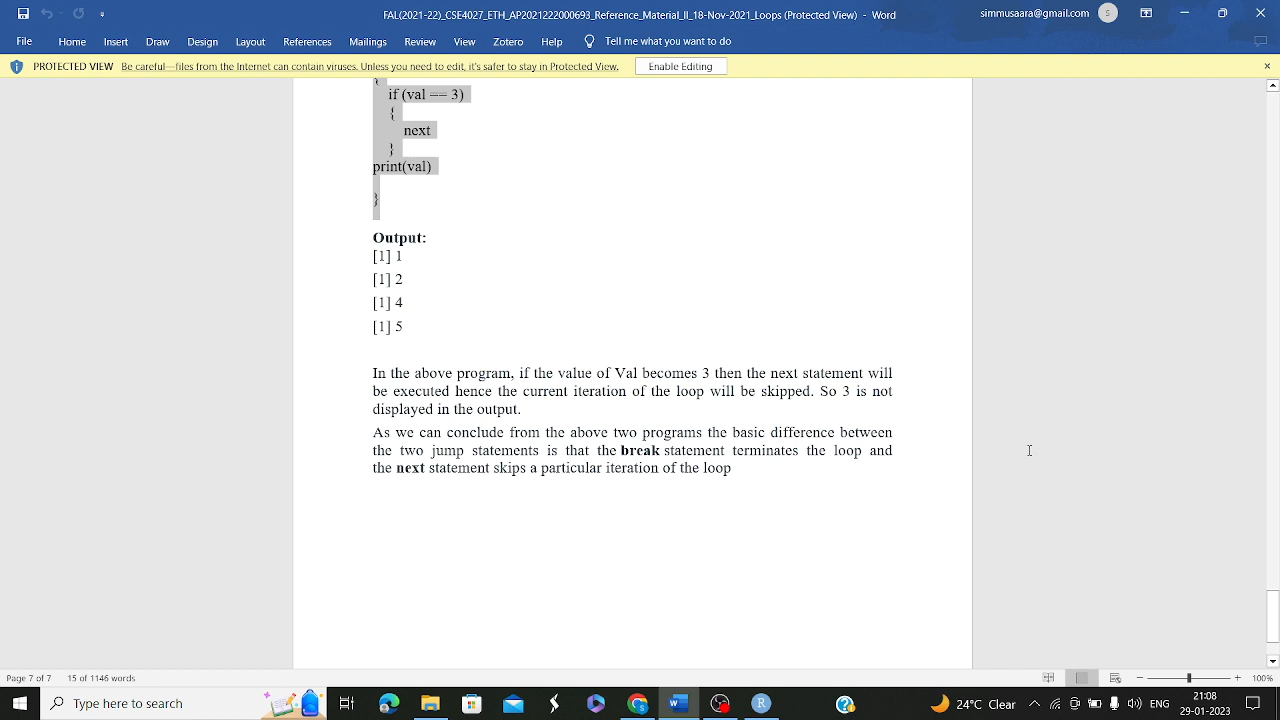 FAL(2021-22)_CSE4027_ETH_AP2021222000693_Reference_Material_II_18-Nov-2021_Loops (Protected View) - Word
simmusaara@gmail.com
S
File Home Insert Draw Design Layout References Mailings Review View Zotero Help Tell me what you want to do
PROTECTED VIEW Be careful—files from the Internet can contain viruses. Unless you need to edit, it's safer to stay in Protected View. Enable Editing
{
if (val == 3)
{
next
}
print(val)
}
Output:
[1] 1
[1] 2
[1] 4
[1] 5
In the above program, if the value of Val becomes 3 then the next statement will
be executed hence the current iteration of the loop will be skipped. So 3 is not
displayed in the output.
As we can conclude from the above two programs the basic difference between
the two jump statements is that the break statement terminates the loop and
the next statement skips a particular iteration of the loop
Page 7 of 7 15 of 1146 words
100%
Type here to search
24°C Clear
ENG
21:08
29-01-2023